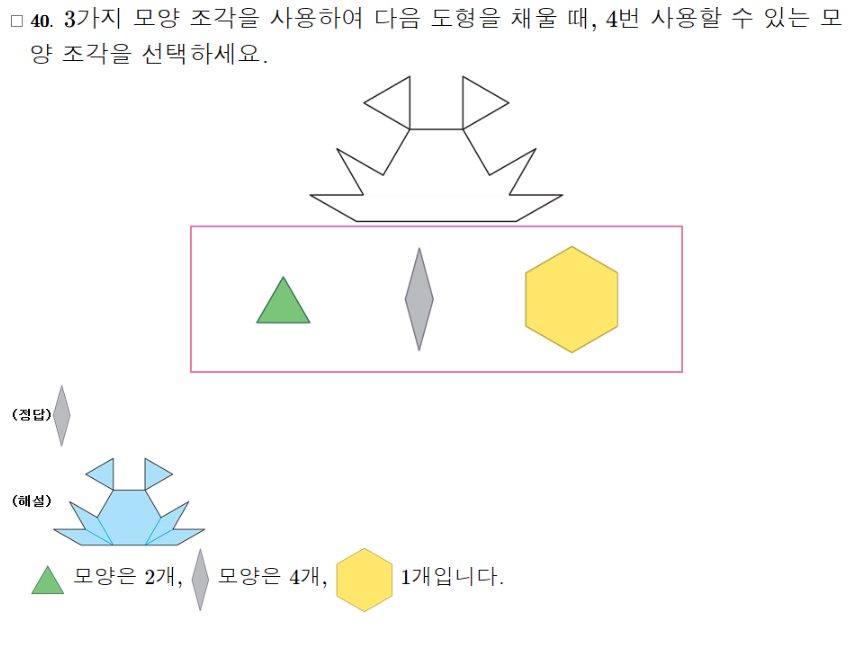 □ 40. 3가지 모양 조각을 사용하여 다음 도형을 채울 때, 4번 사용할 수 있는 모
양 조각을 선택하세요.
(정답)
(해설)
모양은 2개, 모양은 4개, 1개입니다.